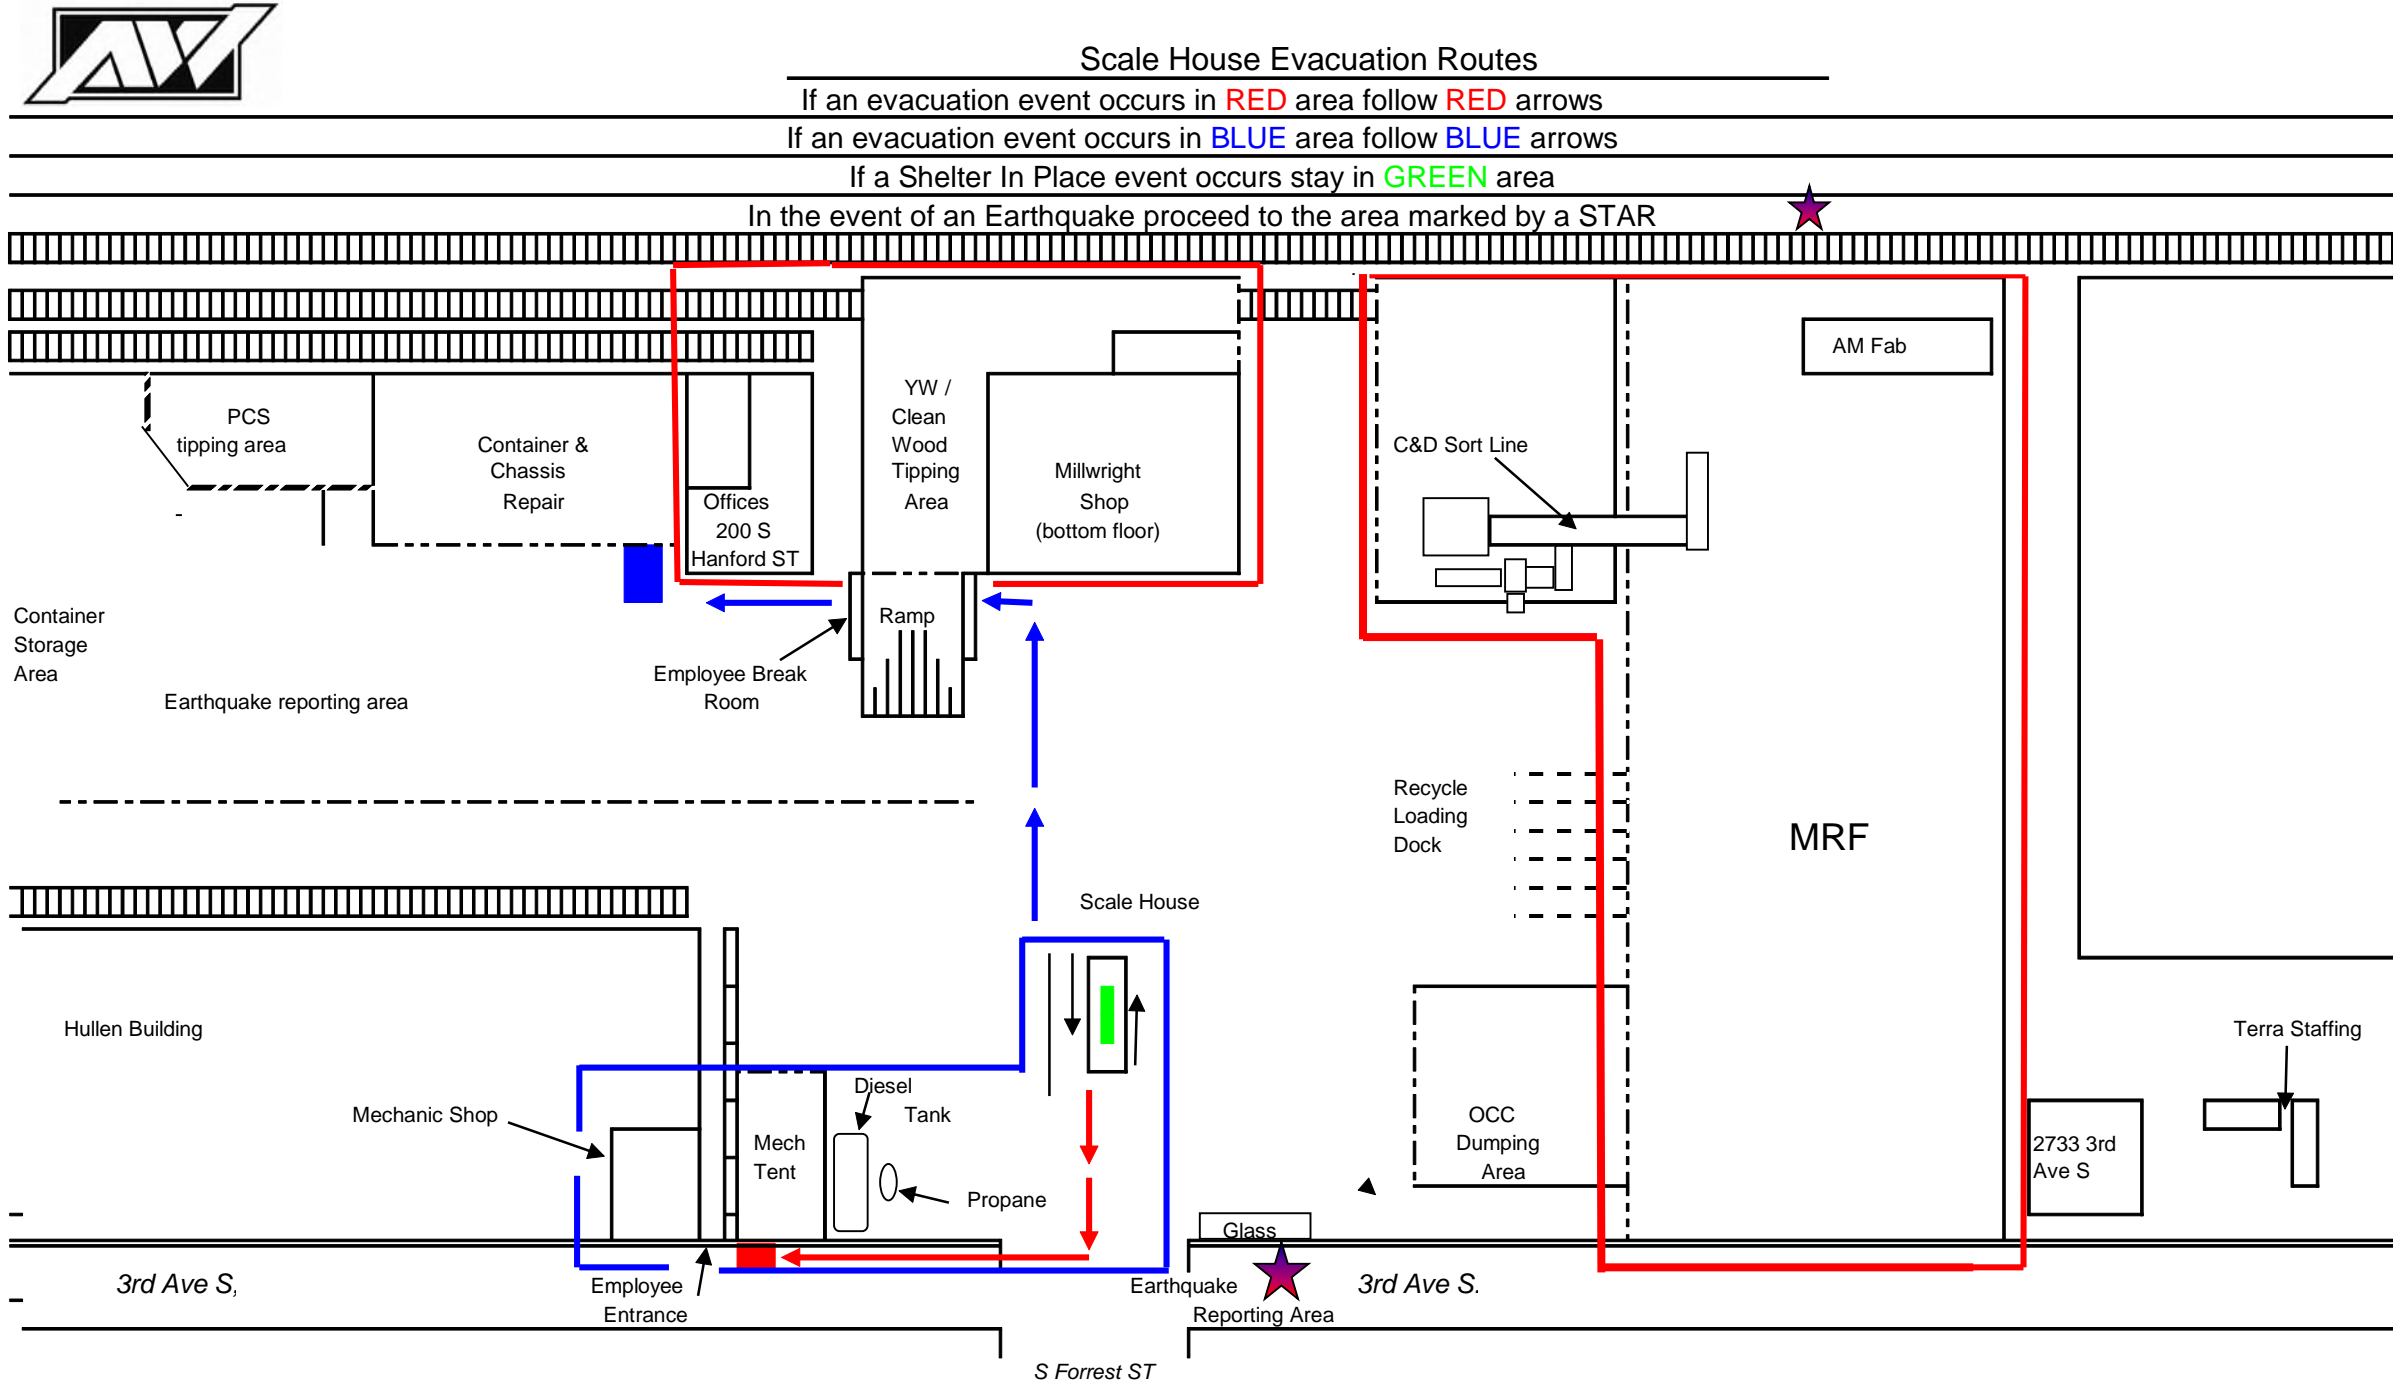 AW
Scale House Evacuation Routes
If an evacuation event occurs in RED area follow RED arrows
If an evacuation event occurs in BLUE area follow BLUE arrows
If a Shelter In Place event occurs stay in GREEN area
In the event of an Earthquake proceed to the area marked by a STAR
AM Fab
PCS
tipping area
Container &
Chassis
Repair
Offices
200 S
Hanford ST
YW /
Clean
Wood
Tipping
Area
Millwright
Shop
(bottom floor)
C&D Sort Line
Container
Storage
Area
Earthquake reporting area
Employee Break
Room
Ramp
Recycle
Loading
Dock
MRF
Scale House
Hullen Building
Mechanic Shop
Mech
Tent
Diesel
Tank
Propane
OCC
Dumping
Area
Terra Staffing
2733 3rd
Ave S
Glass
3rd Ave S,
Employee
Entrance
Earthquake
Reporting Area
3rd Ave S.
S Forrest ST